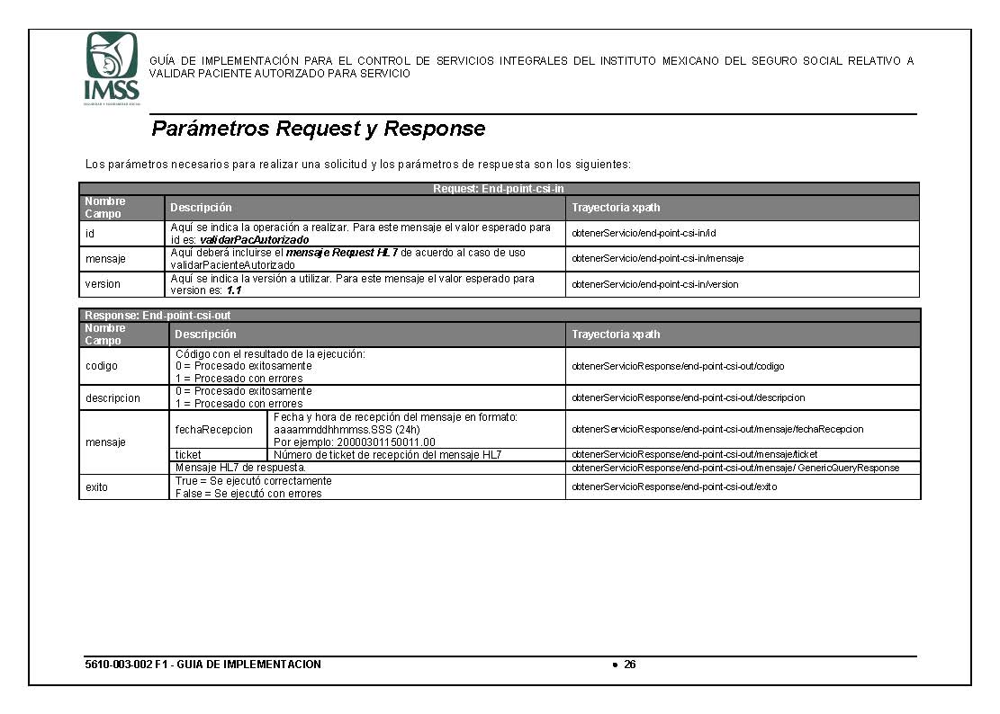 GUÍA DE IMPLEMENTACIÓN PARA EL CONTROL DE SERVICIOS INTEGRALES DEL INSTITUTO MEXICANO DEL SEGURO SOCIAL RELATIVO A
VALIDAR PACIENTE AUTORIZADO PARA SERVICIO
IMSS
SEGURIDAD Y SOLIDARIDAD SOCIAL
Parámetros Request y Response
Los parámetros necesarios para realizar una solicitud y los parámetros de respuesta son los siguientes:
Request: End-point-csi-in
Nombre
Campo
Descripción
Trayectoria xpath
id
Aquí se indica la operación a realizar. Para este mensaje el valor esperado para
id es: validarPacAutorizado
obtenerServicio/end-point-csi-in/id
mensaje
Aquí deberá incluirse el mensaje Request HL7 de acuerdo al caso de uso
validarPacienteAutorizado
obtenerServicio/end-point-csi-in/mensaje
version
Aquí se indica la versión a utilizar. Para este mensaje el valor esperado para
version es: 1.1
obtenerServicio/end-point-csi-in/version
Response: End-point-csi-out
Nombre
Campo
Descripción
Trayectoria xpath
codigo
Código con el resultado de la ejecución:
0 = Procesado exitosamente
1 = Procesado con errores
obtenerServicioResponse/end-point-csi-out/codigo
descripcion
0 = Procesado exitosamente
1 = Procesado con errores
obtenerServicioResponse/end-point-csi-out/descripcion
mensaje
fechaRecepcion
Fecha y hora de recepción del mensaje en formato:
aaaammddhhmmss.SSS (24h)
Por ejemplo: 20000301150011.00
obtenerServicioResponse/end-point-csi-out/mensaje/fechaRecepcion
ticket
Número de ticket de recepción del mensaje HL7
obtenerServicioResponse/end-point-csi-out/mensaje/ticket
Mensaje HL7 de respuesta.
obtenerServicioResponse/end-point-csi-out/mensaje/ GenericQueryResponse
exito
True = Se ejecutó correctamente
False = Se ejecutó con errores
obtenerServicioResponse/end-point-csi-out/exito
5610-003-002 F1 - GUIA DE IMPLEMENTACION
● 26